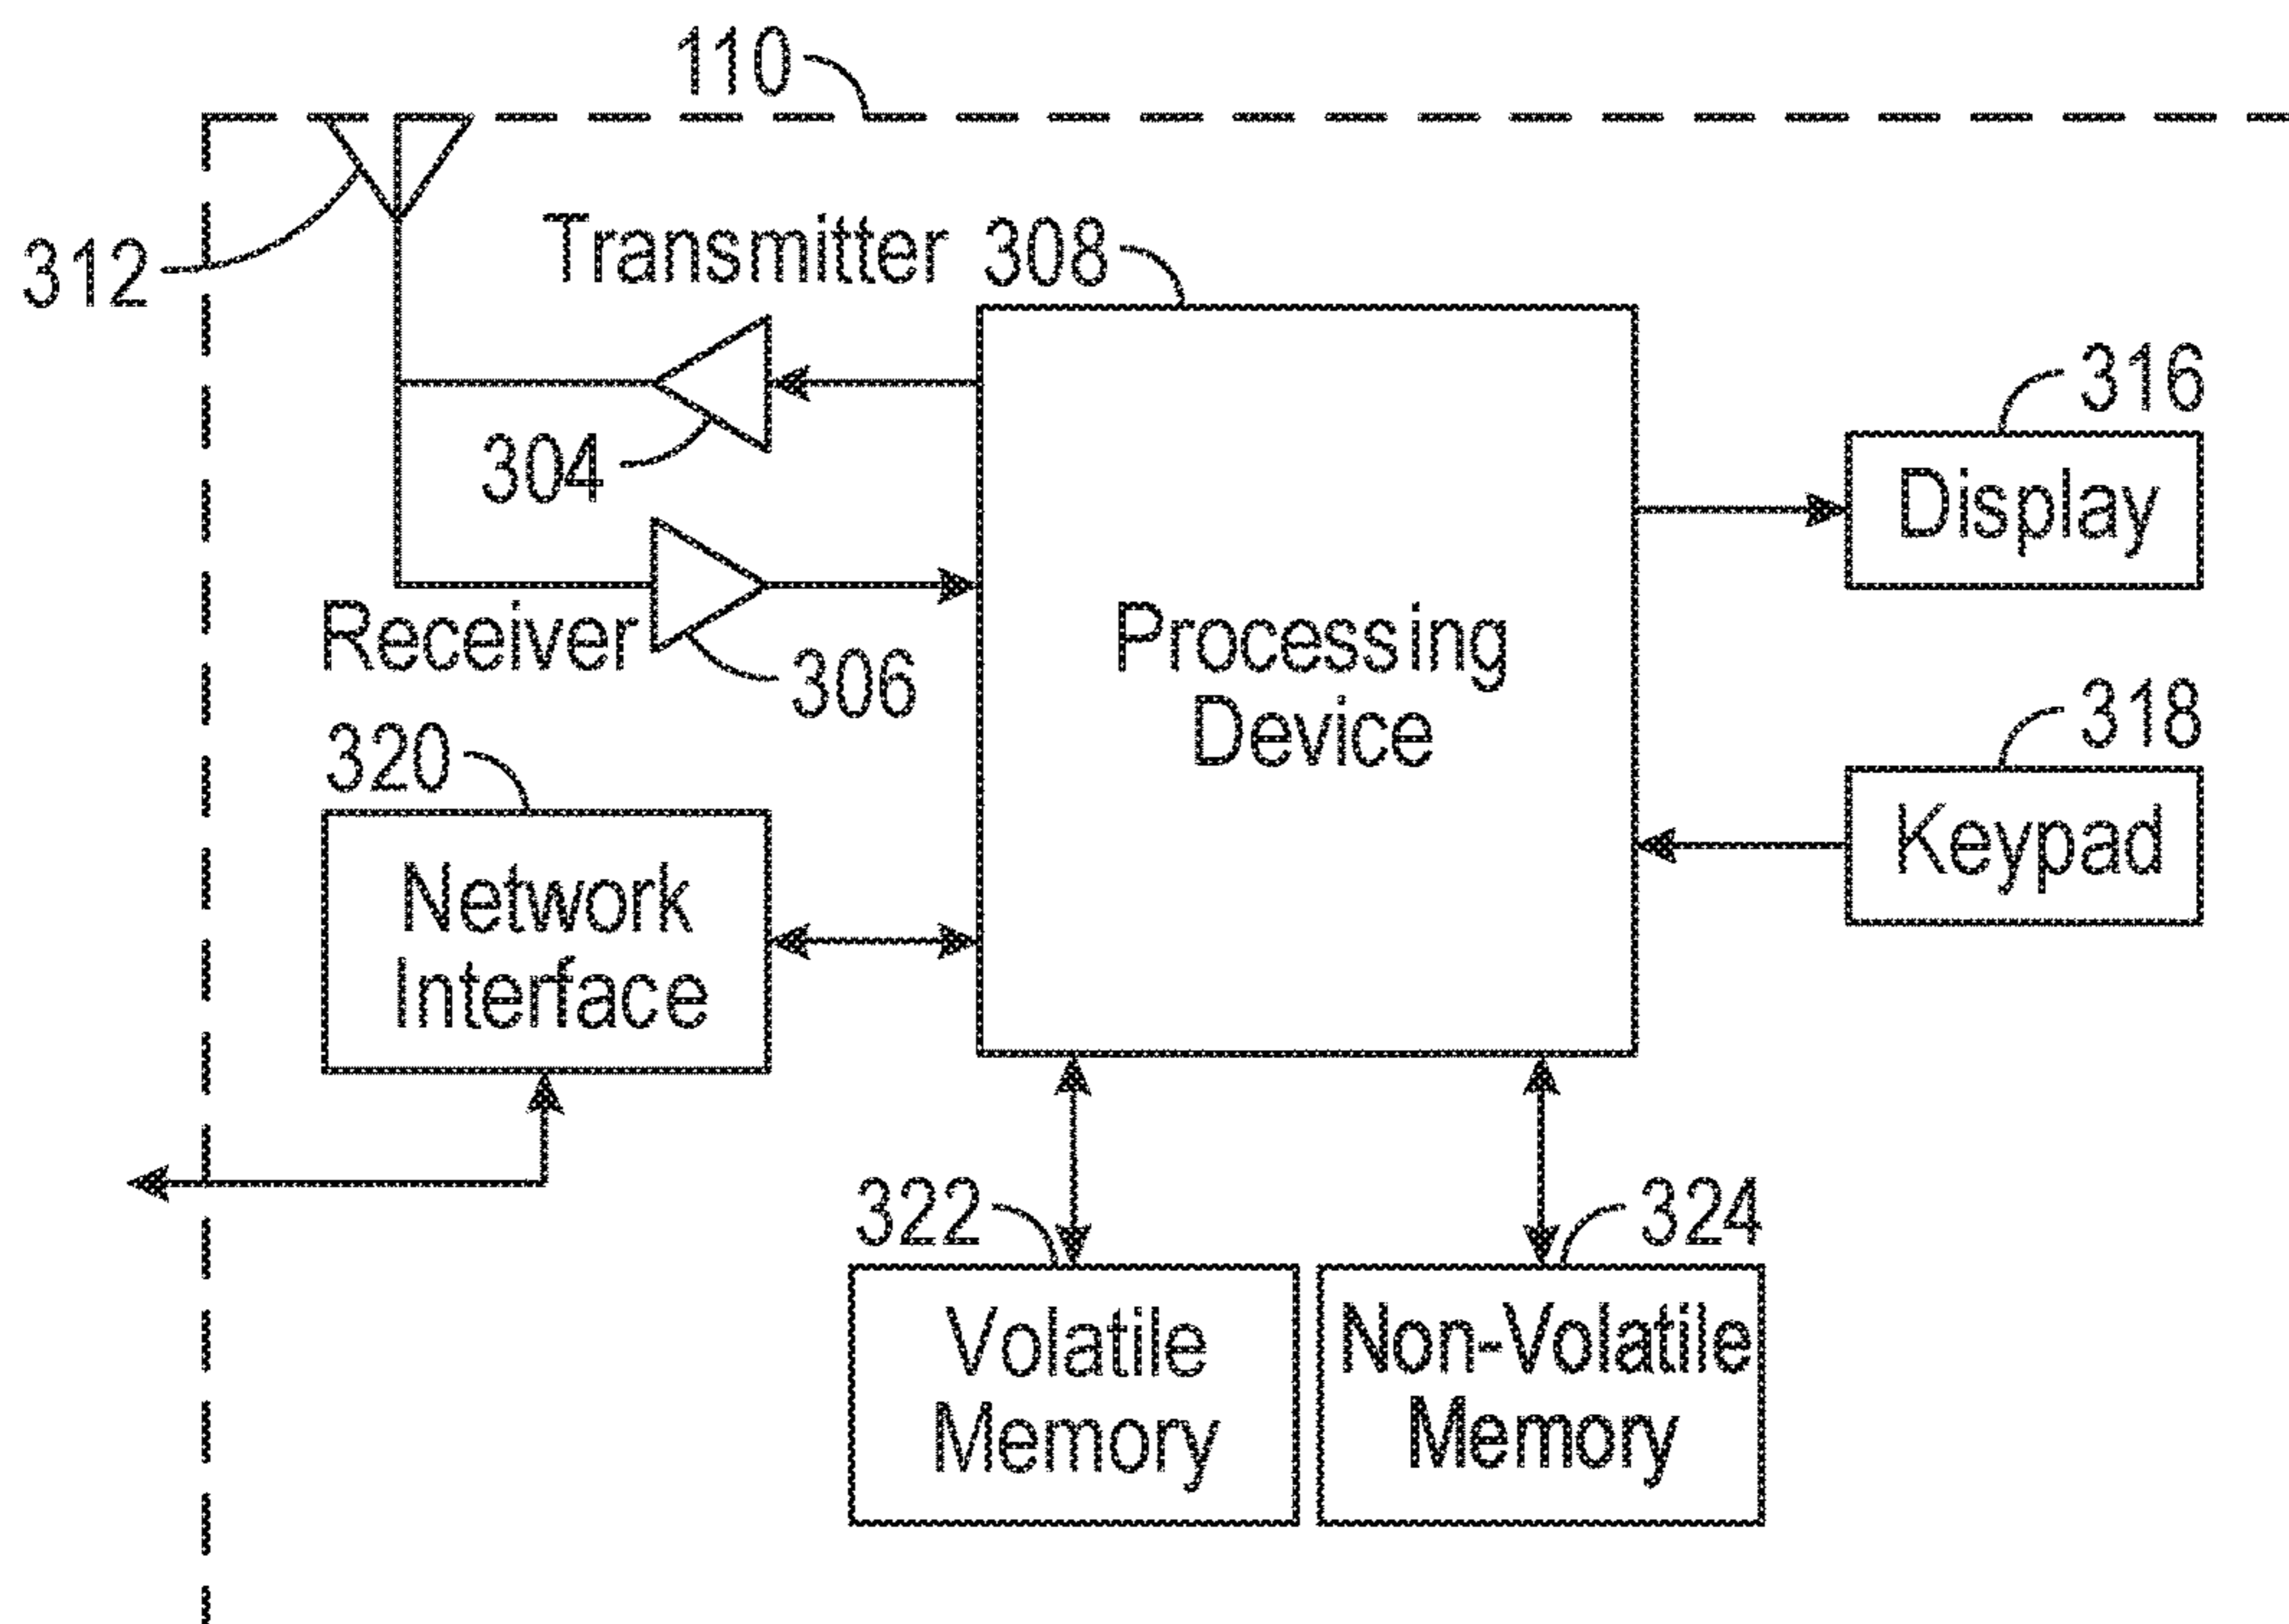 110
312
Transmitter 308
304
316
Display
Receiver
306
Processing
Device
320
318
Keypad
Network
Interface
322
324
Volatile
Memory
Non-Volatile
Memory